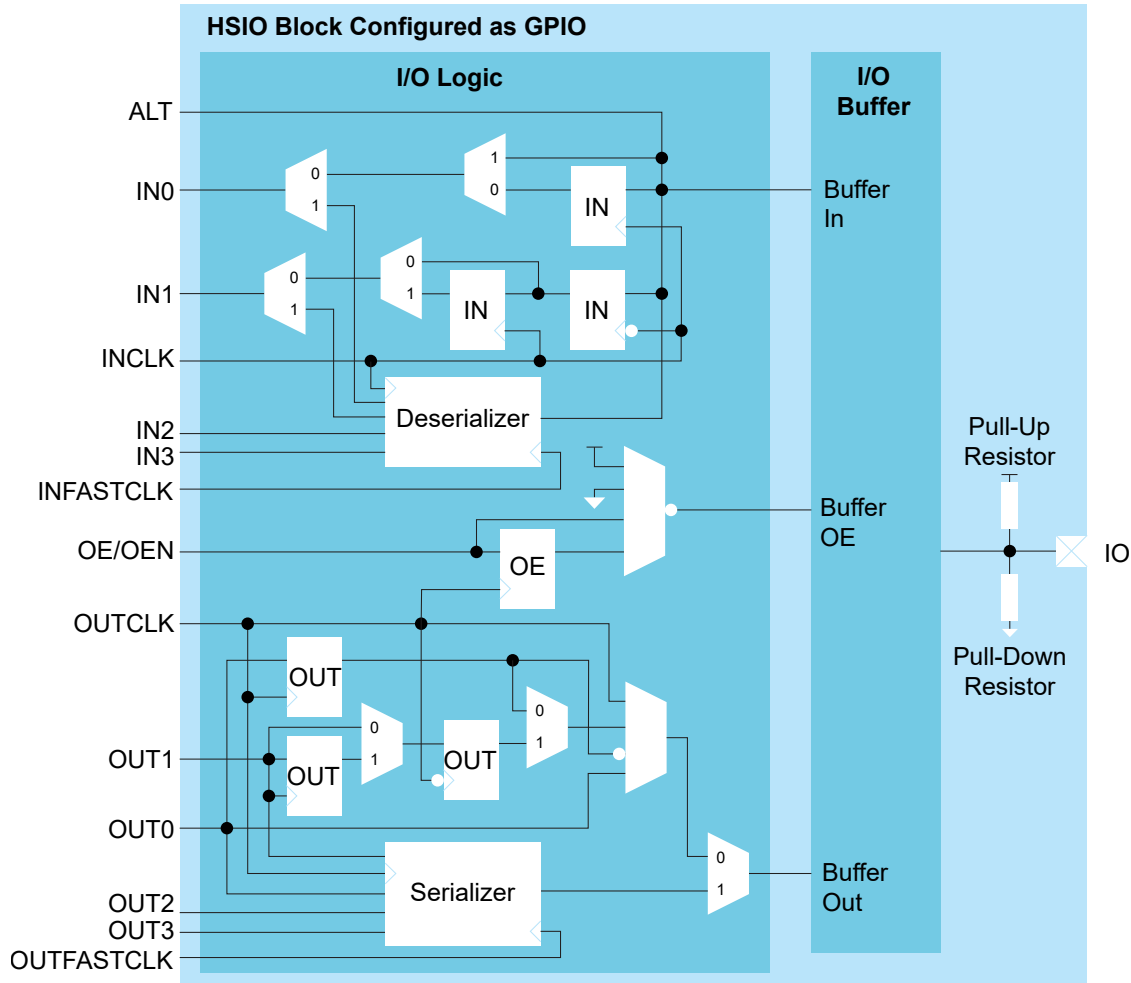 HSIO Block Configured as GPIO
I/O Logic
I/O
Buffer
ALT
1
0
0
IN0
1
IN
Buffer
In
0
0
IN1
1
1
IN
IN
INCLK
Deserializer
IN2
IN3
INFASTCLK
Pull-Up
Resistor
Buffer
OE
OE/OEN
OE
IO
OUTCLK
Pull-Down
Resistor
OUT
0
0
1
OUT1
1
OUT
OUT
OUT0
0
1
Serializer
Buffer
Out
OUT2
OUT3
OUTFASTCLK